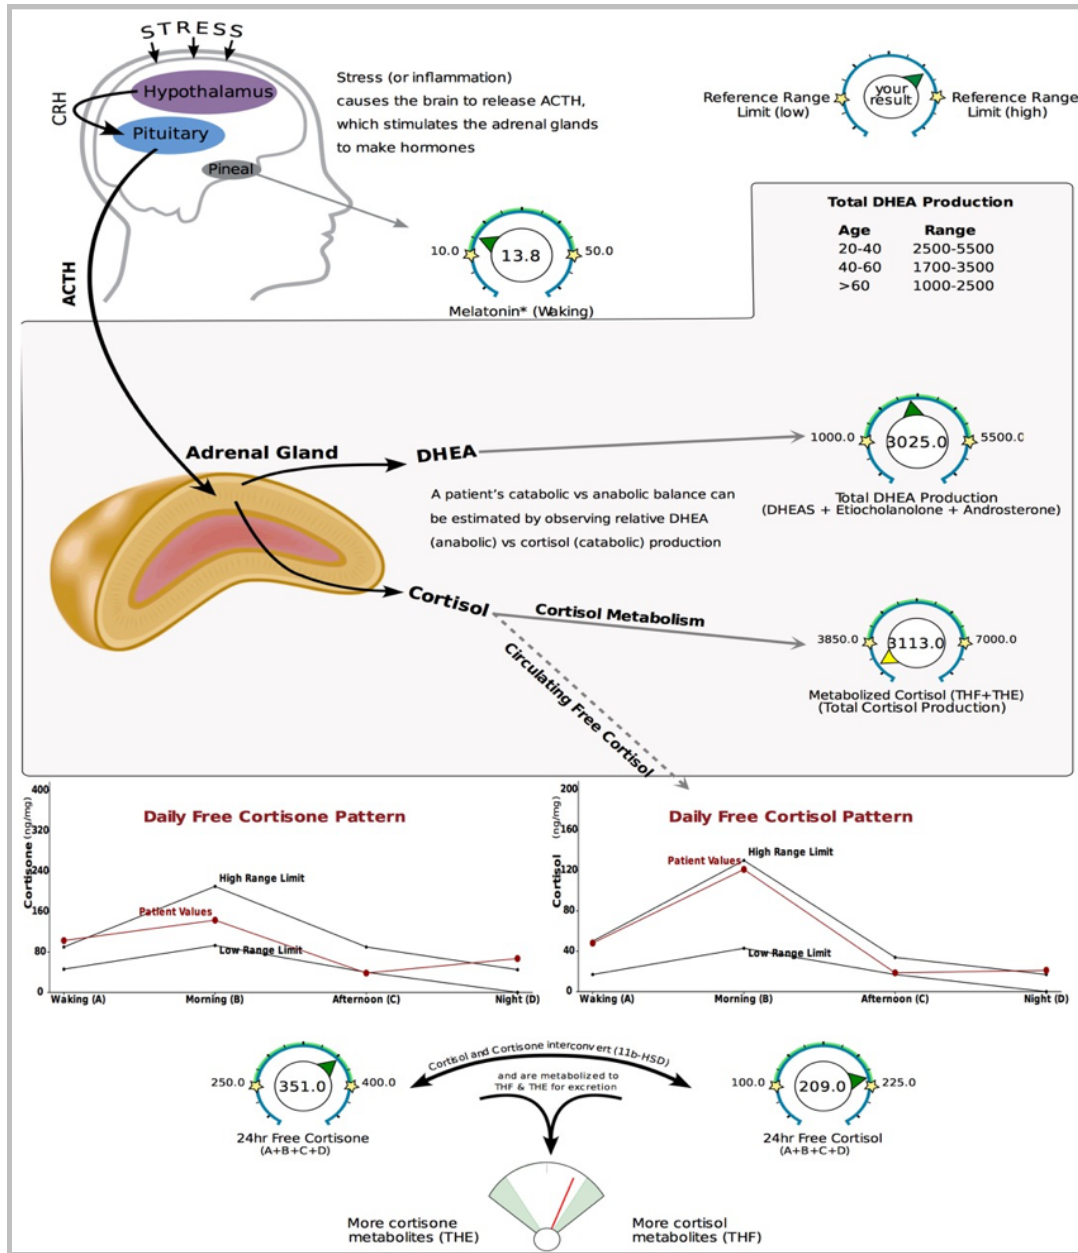 STRESS
Hypothalamus
CRH
Pituitary
Pineal
ACTH
Stress (or inflammation)
causes the brain to release ACTH,
which stimulates the adrenal glands
to make hormones
Reference Range
Limit (low)
your
result
Reference Range
Limit (high)
10.0
13.8
50.0
Melatonin* (Waking)
Total DHEA Production
Age Range
20-40 2500-5500
40-60 1700-3500
>60 1000-2500
Adrenal Gland
DHEA
1000.0
3025.0
5500.0
Total DHEA Production
(DHEAS + Etiocholanolone + Androsterone)
A patient's catabolic vs anabolic balance can
be estimated by observing relative DHEA
(anabolic) vs cortisol (catabolic) production
Cortisol
Cortisol Metabolism
Circulating Free Cortisol
3850.0
3113.0
7000.0
Metabolized Cortisol (THF+THE)
(Total Cortisol Production)
Daily Free Cortisone Pattern
Cortisone (ng/mg)
400
320
240
160
80
0
High Range Limit
Patient Values
Low Range Limit
Waking (A)
Morning (B)
Afternoon (C)
Night (D)
Daily Free Cortisol Pattern
Cortisol (ng/mg)
200
160
120
80
40
0
High Range Limit
Patient Values
Low Range Limit
Waking (A)
Morning (B)
Afternoon (C)
Night (D)
250.0
351.0
400.0
24hr Free Cortisone
(A+B+C+D)
Cortisol and Cortisone interconvert (11b-HSD)
and are metabolized to
THF & THE for excretion
100.0
209.0
225.0
24hr Free Cortisol
(A+B+C+D)
More cortisone
metabolites (THE)
More cortisol
metabolites (THF)